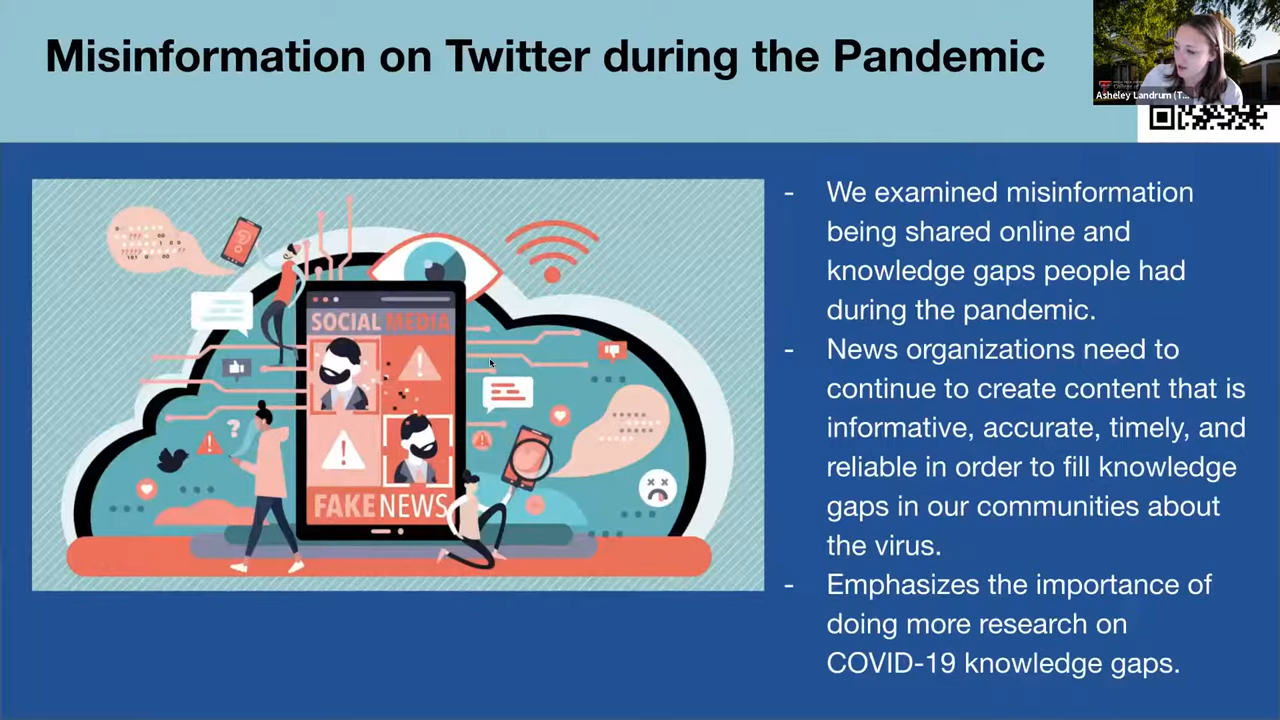 Misinformation on Twitter during the Pandemic
Asheley Landrum (T...
SOCIAL MEDIA
FAKE NEWS
- We examined misinformation
being shared online and
knowledge gaps people had
during the pandemic.
- News organizations need to
continue to create content that is
informative, accurate, timely, and
reliable in order to fill knowledge
gaps in our communities about
the virus.
- Emphasizes the importance of
doing more research on
COVID-19 knowledge gaps.